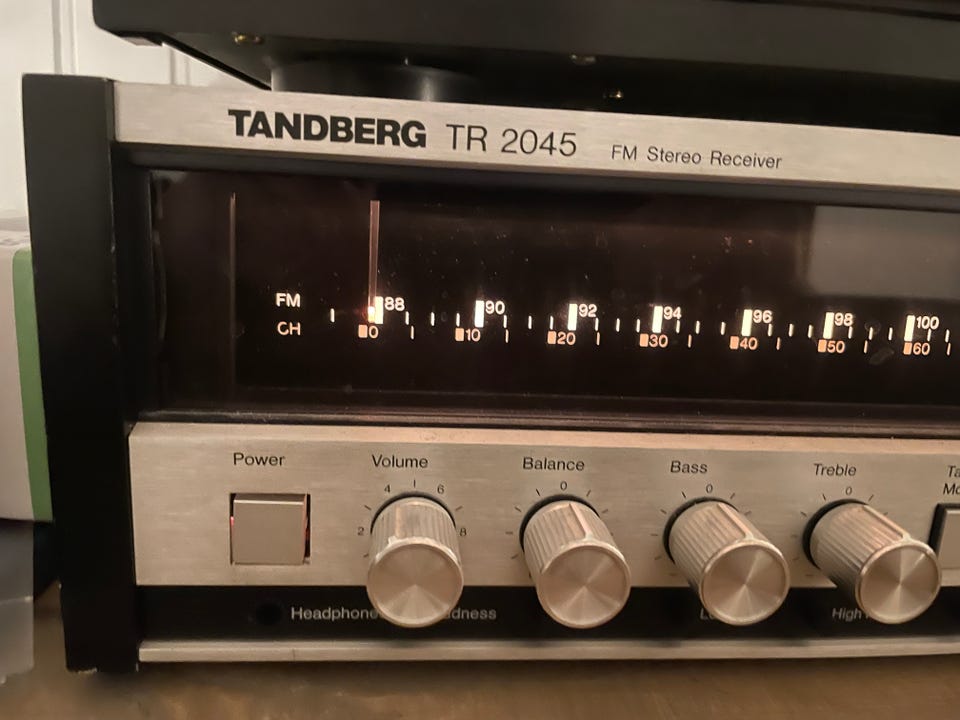 TANDBERG TR 2045 FM Stereo Receiver
FM 88 90 92 94 96 98 100
CH 0 10 20 30 40 50 60
Power Volume Balance Bass Treble
4 6 0 0 0
2 8